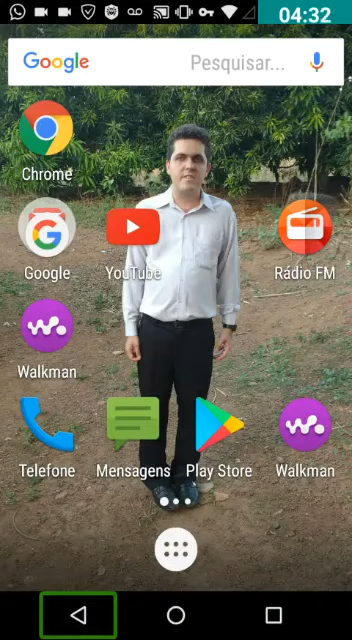 04:32
Google Pesquisar...
Chrome
Google YouTube Rádio FM
Walkman
Telefone Mensagens Play Store Walkman